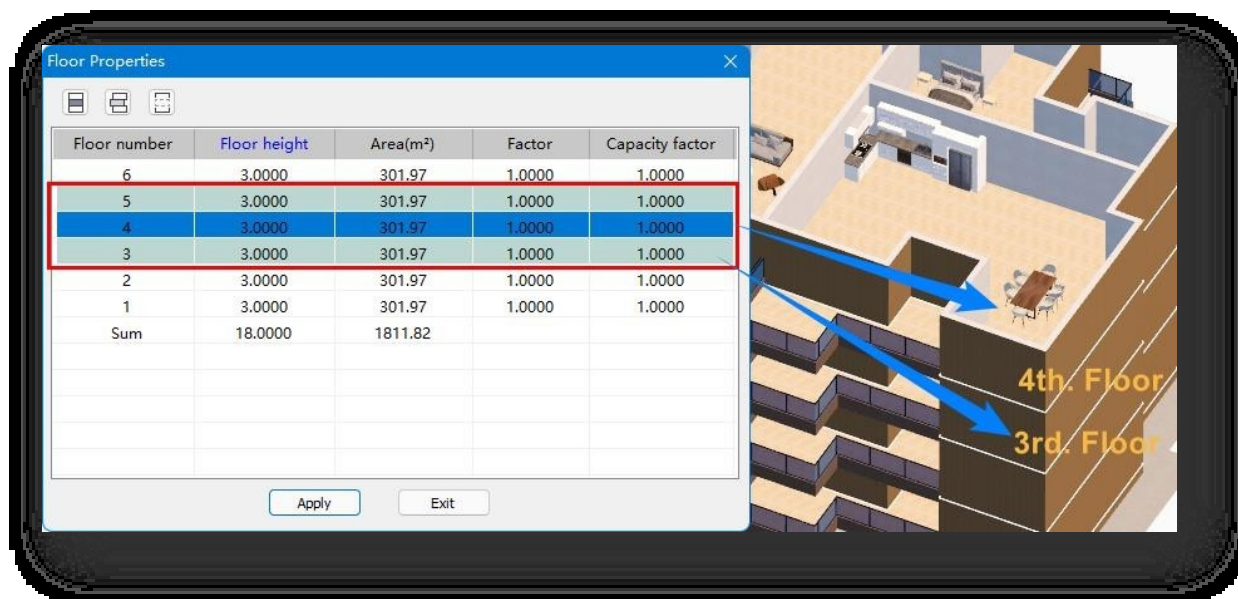 Floor Properties
Floor number Floor height Area(m²) Factor Capacity factor
6 3.0000 301.97 1.0000 1.0000
5 3.0000 301.97 1.0000 1.0000
4 3.0000 301.97 1.0000 1.0000
3 3.0000 301.97 1.0000 1.0000
2 3.0000 301.97 1.0000 1.0000
1 3.0000 301.97 1.0000 1.0000
Sum 18.0000 1811.82
Apply Exit
4th. Floor
3rd. Floor